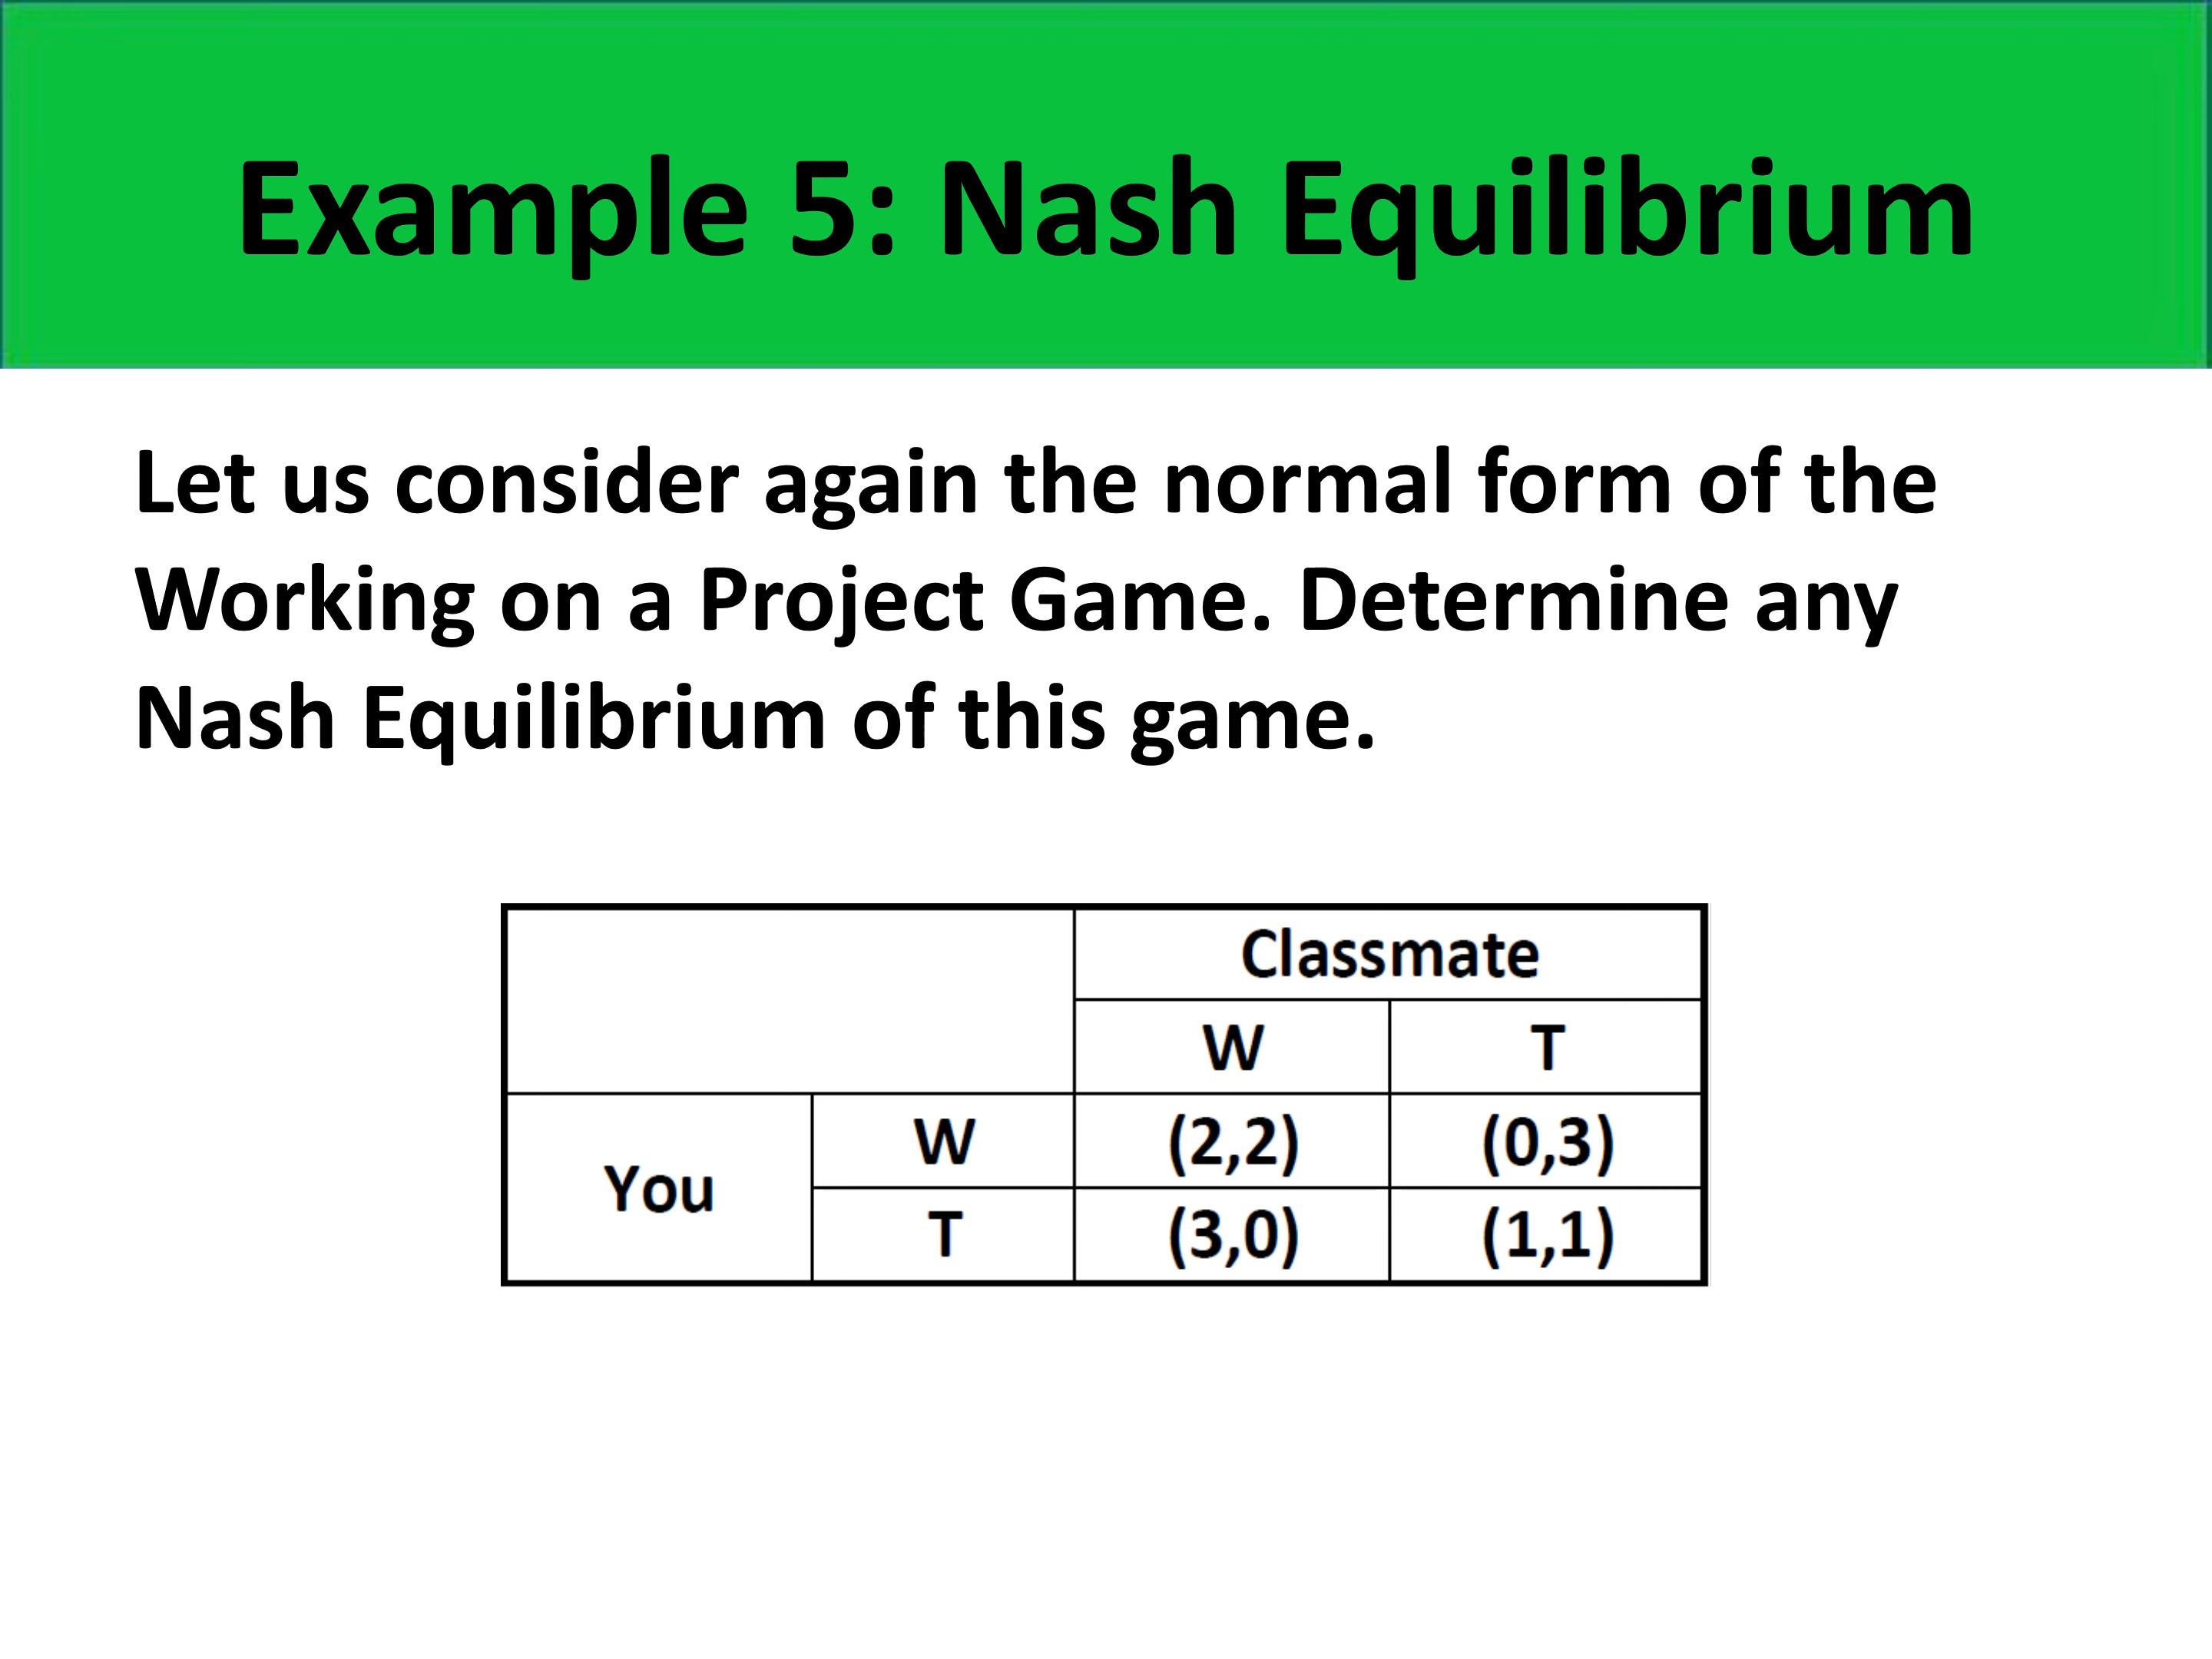 Example 5: Nash Equilibrium
Let us consider again the normal form of the
Working on a Project Game. Determine any
Nash Equilibrium of this game.
Classmate
W T
You
W (2,2) (0,3)
T (3,0) (1,1)